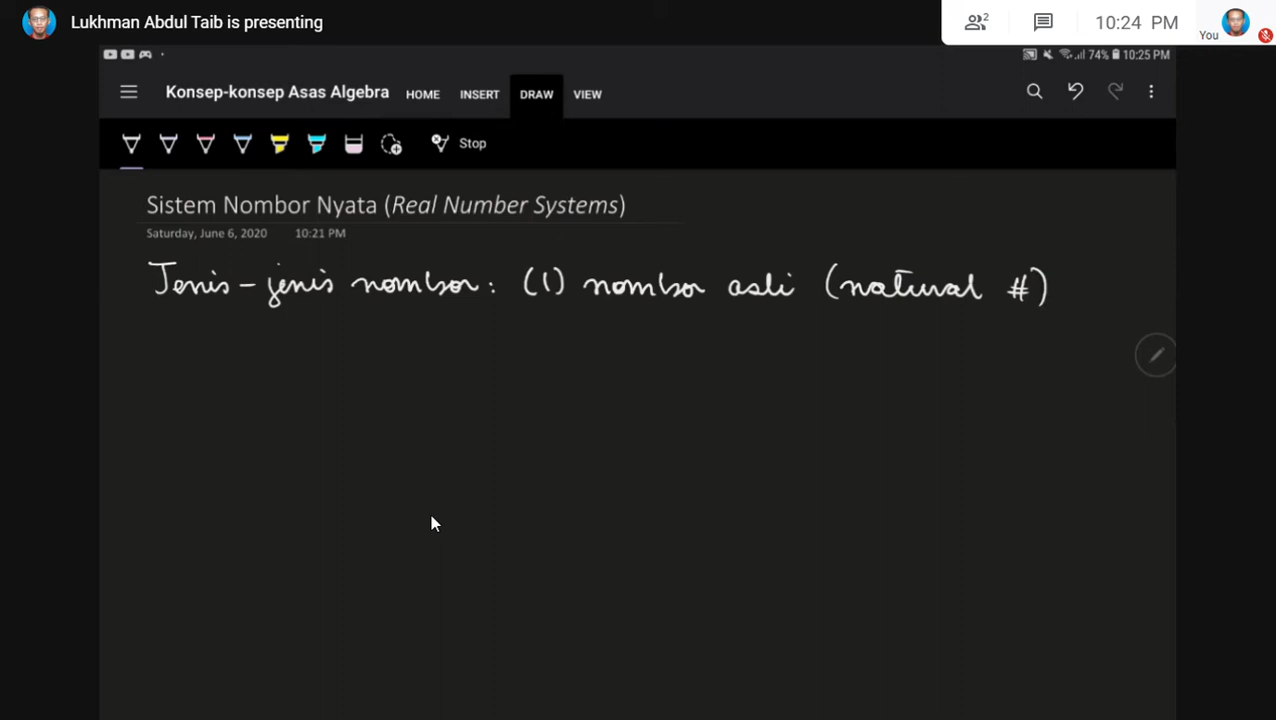 Lukhman Abdul Taib is presenting
2
10:24 PM
You
74% 10:25 PM
Konsep-konsep Asas Algebra HOME INSERT DRAW VIEW
Stop
Sistem Nombor Nyata (Real Number Systems)
Saturday, June 6, 2020 10:21 PM
Jenis-jenis nombor: (1) nombor asli (natural #)